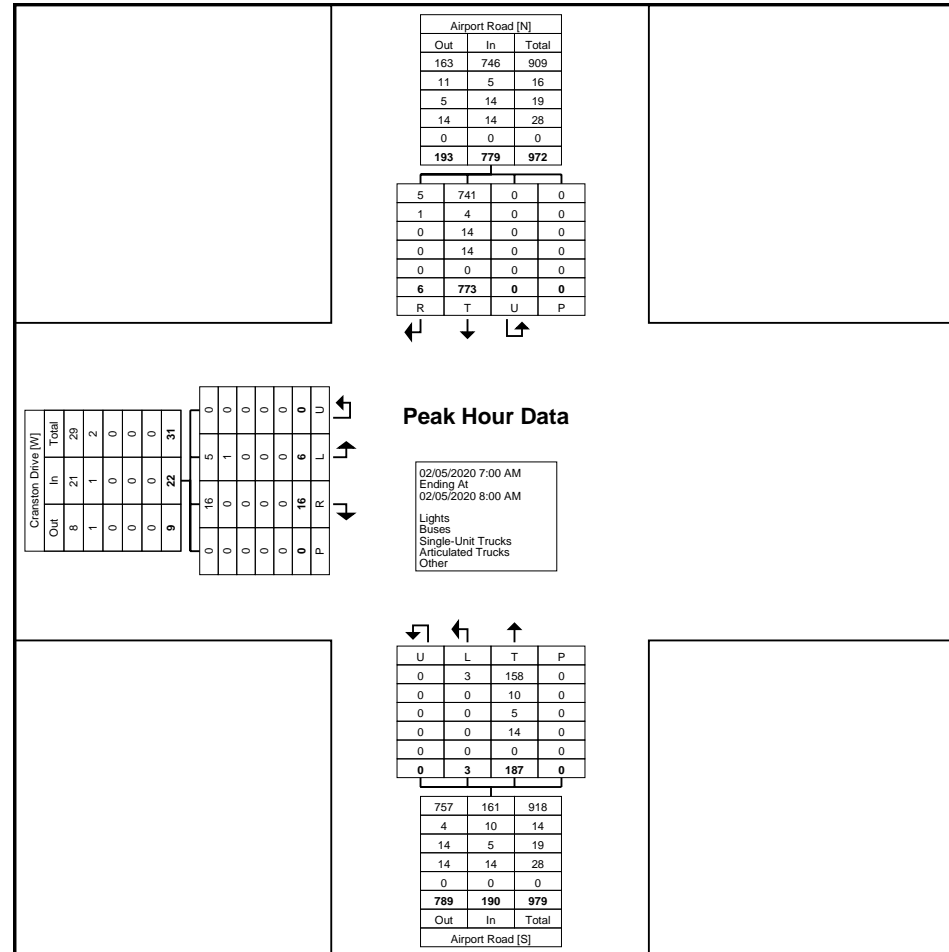 Airport Road [N]
Out In Total
163 746 909
11 5 16
5 14 19
14 14 28
0 0 0
193 779 972
5 741 0 0
1 4 0 0
0 14 0 0
0 14 0 0
0 0 0 0
6 773 0 0
R T U P
Cranston Drive [W]
Out In Total
8 21 29
1 1 2
0 0 0
0 0 0
0 0 0
9 22 31
0 16 5 0
0 0 1 0
0 0 0 0
0 0 0 0
0 0 0 0
0 16 6 0
P R L U
Peak Hour Data
02/05/2020 7:00 AM
Ending At
02/05/2020 8:00 AM
Lights
Buses
Single-Unit Trucks
Articulated Trucks
Other
U L T P
0 3 158 0
0 0 10 0
0 0 5 0
0 0 14 0
0 0 0 0
0 3 187 0
757 161 918
4 10 14
14 5 19
14 14 28
0 0 0
789 190 979
Out In Total
Airport Road [S]